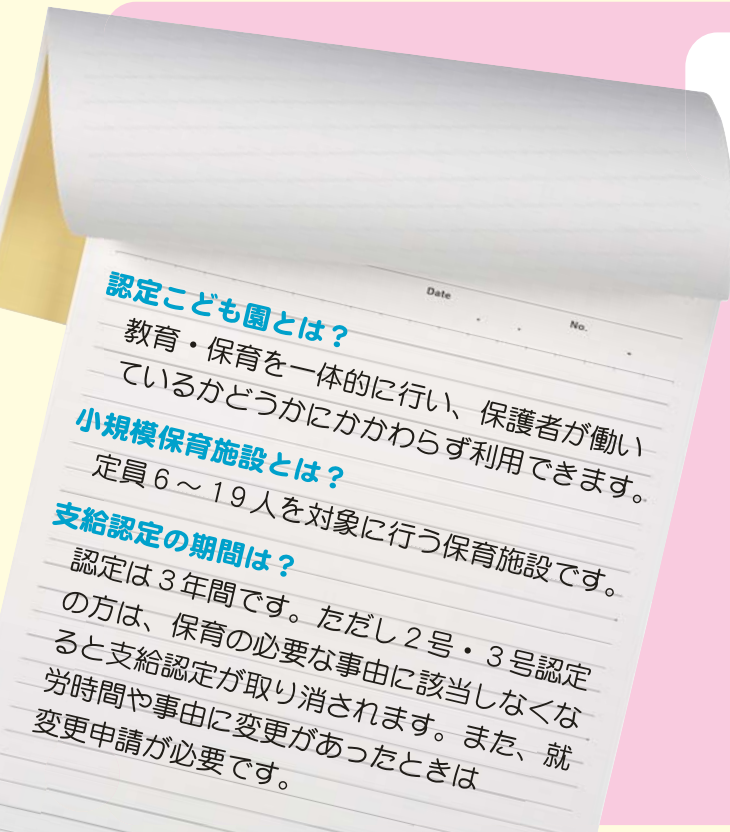 Date
No.
認定こども園とは？
教育・保育を一体的に行い、保護者が働い
ているかどうかにかかわらず利用できます。
小規模保育施設とは？
定員６～１９人を対象に行う保育施設です。
支給認定の期間は？
認定は３年間です。ただし２号・３号認定
の方は、保育の必要な事由に該当しなくな
ると支給認定が取り消されます。また、就
労時間や事由に変更があったときは
変更申請が必要です。